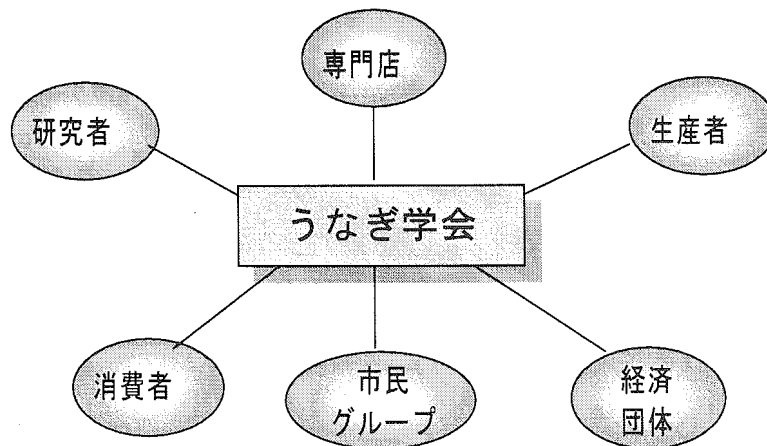 専門店
研究者
生産者
うなぎ学会
消費者
市民
グループ
経済
団体